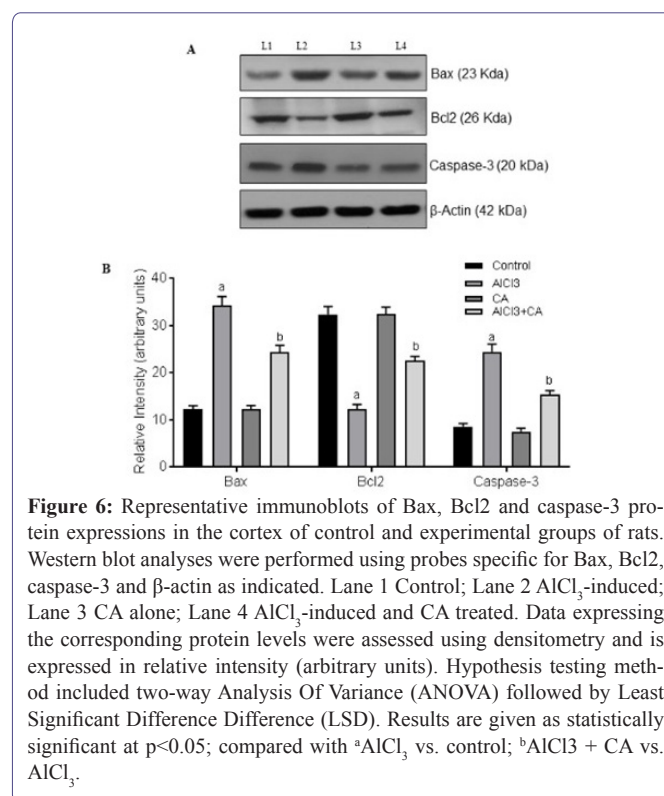 A
L1 L2 L3 L4
Bax (23 Kda)
Bcl2 (26 Kda)
Caspase-3 (20 kDa)
β-Actin (42 kDa)
B
Control
AlCl3
CA
AlCl3+CA
Relative Intensity (arbitrary units)
40
30
20
10
0
a
b
a
b
a
b
Bax Bcl2 Caspase-3
Figure 6: Representative immunoblots of Bax, Bcl2 and caspase-3 pro-
tein expressions in the cortex of control and experimental groups of rats.
Western blot analyses were performed using probes specific for Bax, Bcl2,
caspase-3 and β-actin as indicated. Lane 1 Control; Lane 2 AlCl₃-induced;
Lane 3 CA alone; Lane 4 AlCl₃-induced and CA treated. Data expressing
the corresponding protein levels were assessed using densitometry and is
expressed in relative intensity (arbitrary units). Hypothesis testing meth-
od included two-way Analysis Of Variance (ANOVA) followed by Least
Significant Difference Difference (LSD). Results are given as statistically
significant at p<0.05; compared with ᵃAlCl₃ vs. control; ᵇAlCl3 + CA vs.
AlCl₃.